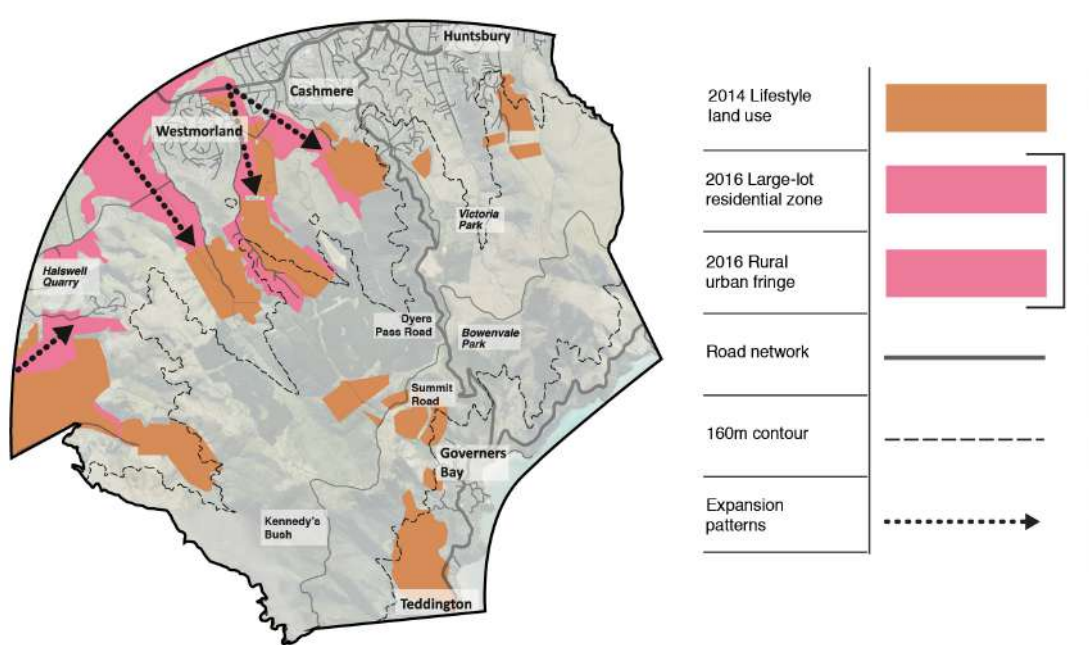 Huntsbury
Cashmere
Westmorland
Victoria
Park
Halswell
Quarry
Dyers
Pass Road
Bowenvale
Park
Summit
Road
Governers
Bay
Kennedy's
Bush
Teddington
2014 Lifestyle
land use
2016 Large-lot
residential zone
2016 Rural
urban fringe
Road network
160m contour
Expansion
patterns